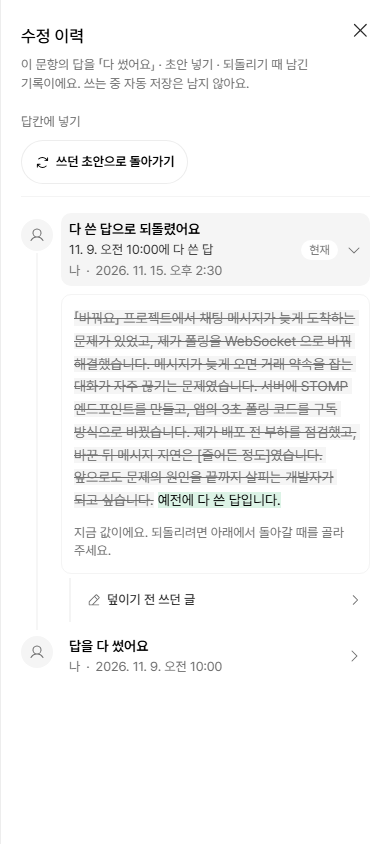 수정 이력
이 문항의 답을 「다 썼어요」 · 초안 넣기 · 되돌리기 때 남긴
기록이에요. 쓰는 중 자동 저장은 남지 않아요.
답칸에 넣기
쓰던 초안으로 돌아가기
다 쓴 답으로 되돌렸어요
11. 9. 오전 10:00에 다 쓴 답
현재
나 · 2026. 11. 15. 오후 2:30
「바꿔요」 프로젝트에서 채팅 메시지가 늦게 도착하는
문제가 있었고, 제가 폴링을 WebSocket 으로 바꿔
해결했습니다. 메시지가 늦게 오면 거래 약속을 잡는
대화가 자주 끊기는 문제였습니다. 서버에 STOMP
엔드포인트를 만들고, 앱의 3초 폴링 코드를 구독
방식으로 바꿨습니다. 제가 배포 전 부하를 점검했고,
바꾼 뒤 메시지 지연은 [줄어든 정도]였습니다.
앞으로도 문제의 원인을 끝까지 살피는 개발자가
되고 싶습니다. 예전에 다 쓴 답입니다.
지금 값이에요. 되돌리려면 아래에서 돌아갈 때를 골라
주세요.
덮이기 전 쓰던 글
답을 다 썼어요
나 · 2026. 11. 9. 오전 10:00